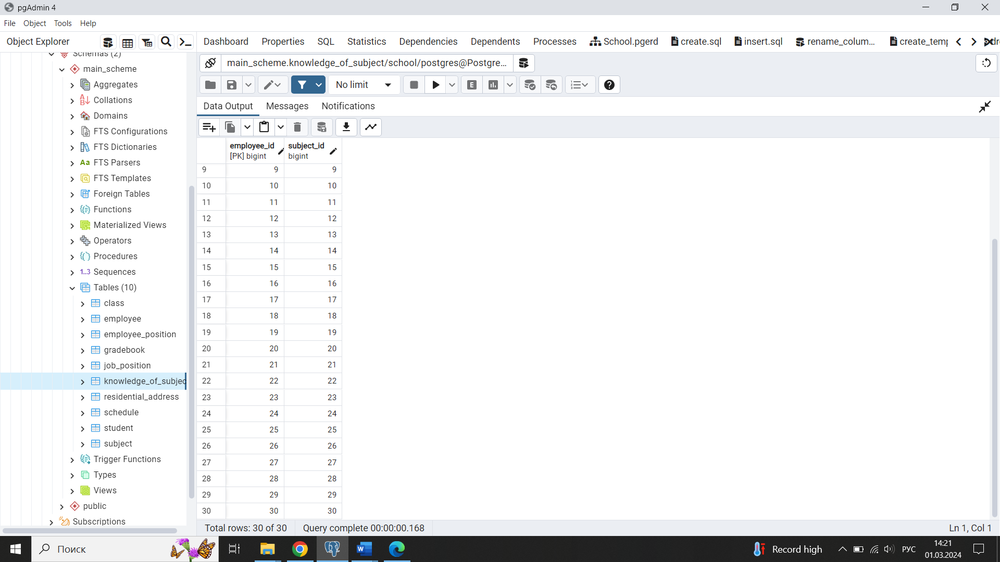 pgAdmin 4
File Object Tools Help
Object Explorer
Dashboard Properties SQL Statistics Dependencies Dependents Processes School.pgerd create.sql insert.sql rename_colum... create_temp
main_scheme.knowledge_of_subject/school/postgres@Postgre...
No limit
E
Data Output Messages Notifications
Schemas (2)
main_scheme
Aggregates
Collations
Domains
FTS Configurations
FTS Dictionaries
Aa FTS Parsers
FTS Templates
Foreign Tables
Functions
Materialized Views
Operators
Procedures
1..3 Sequences
Tables (10)
class
employee
employee_position
gradebook
job_position
knowledge_of_subjec
residential_address
schedule
student
subject
Trigger Functions
Types
Views
public
Subscriptions
employee_id subject_id
[PK] bigint bigint
9 9 9
10 10 10
11 11 11
12 12 12
13 13 13
14 14 14
15 15 15
16 16 16
17 17 17
18 18 18
19 19 19
20 20 20
21 21 21
22 22 22
23 23 23
24 24 24
25 25 25
26 26 26
27 27 27
28 28 28
29 29 29
30 30 30
Total rows: 30 of 30 Query complete 00:00:00.168 Ln 1, Col 1
Поиск
Record high РУС
14:21
01.03.2024